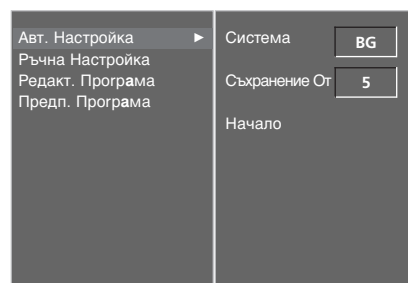 Авт. Настройка ►
Ръчна Настройка
Редакт. Програма
Предп. Програма
Система BG
Съхранение От 5
Начало